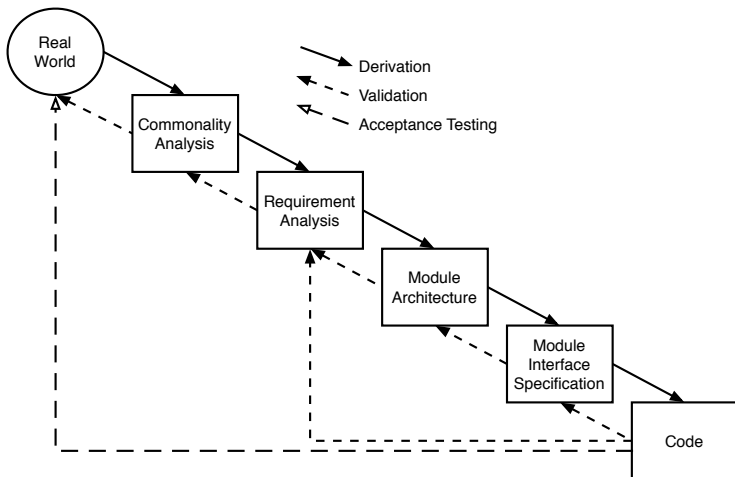 Real
World
Derivation
Validation
Acceptance Testing
Commonality
Analysis
Requirement
Analysis
Module
Architecture
Module
Interface
Specification
Code